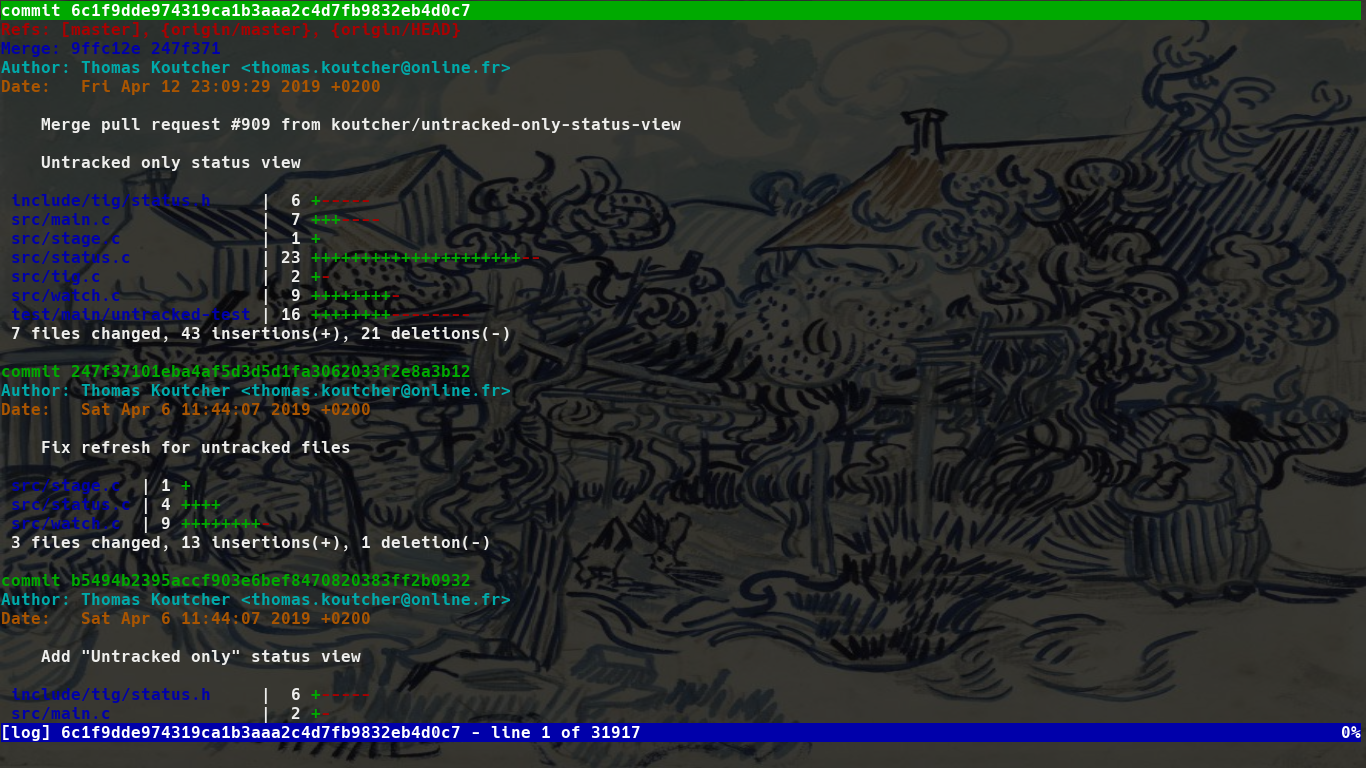 commit 6c1f9dde974319ca1b3aaa2c4d7fb9832eb4d0c7
Refs: [master], {origin/master}, {origin/HEAD}
Merge: 9ffc12e 247f371
Author: Thomas Koutcher <thomas.koutcher@online.fr>
Date:   Fri Apr 12 23:09:29 2019 +0200
Merge pull request #909 from koutcher/untracked-only-status-view
Untracked only status view
include/tig/status.h     |  6 +-----
src/main.c               |  7 +++----
src/stage.c              |  1 +
src/status.c             | 23 +++++++++++++++++++++--
src/tig.c                |  2 +-
src/watch.c              |  9 ++++++++-
test/main/untracked-test | 16 ++++++++--------
7 files changed, 43 insertions(+), 21 deletions(-)
commit 247f37101eba4af5d3d5d1fa3062033f2e8a3b12
Author: Thomas Koutcher <thomas.koutcher@online.fr>
Date:   Sat Apr 6 11:44:07 2019 +0200
Fix refresh for untracked files
src/stage.c  | 1 +
src/status.c | 4 ++++
src/watch.c  | 9 ++++++++-
3 files changed, 13 insertions(+), 1 deletion(-)
commit b5494b2395accf903e6bef8470820383ff2b0932
Author: Thomas Koutcher <thomas.koutcher@online.fr>
Date:   Sat Apr 6 11:44:07 2019 +0200
Add "Untracked only" status view
include/tig/status.h     |  6 +-----
src/main.c               |  2 +-
[log] 6c1f9dde974319ca1b3aaa2c4d7fb9832eb4d0c7 - line 1 of 31917 0%